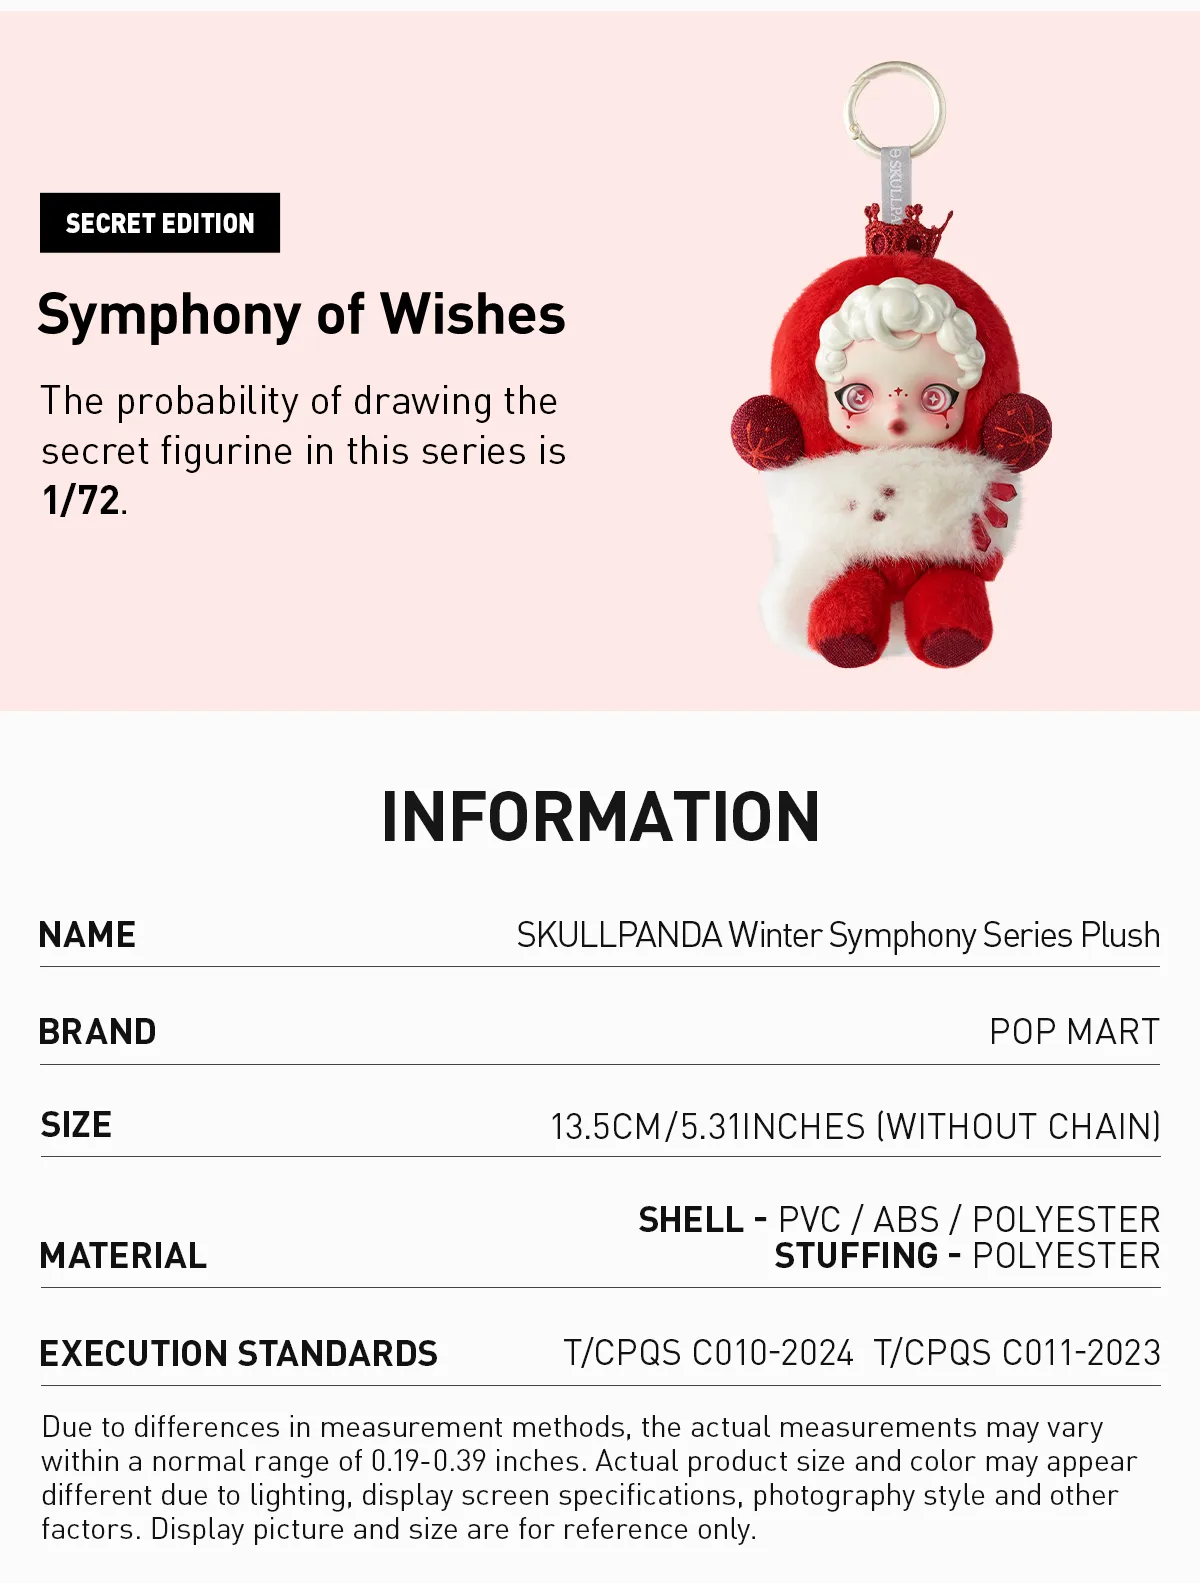 SKULLPA
SECRET EDITION
Symphony of Wishes
The probability of drawing the
secret figurine in this series is
1/72.
INFORMATION
NAME SKULLPANDA Winter Symphony Series Plush
BRAND POP MART
SIZE 13.5CM/5.31INCHES (WITHOUT CHAIN)
SHELL - PVC / ABS / POLYESTER
MATERIAL STUFFING - POLYESTER
EXECUTION STANDARDS T/CPQS C010-2024 T/CPQS C011-2023
Due to differences in measurement methods, the actual measurements may vary
within a normal range of 0.19-0.39 inches. Actual product size and color may appear
different due to lighting, display screen specifications, photography style and other
factors. Display picture and size are for reference only.